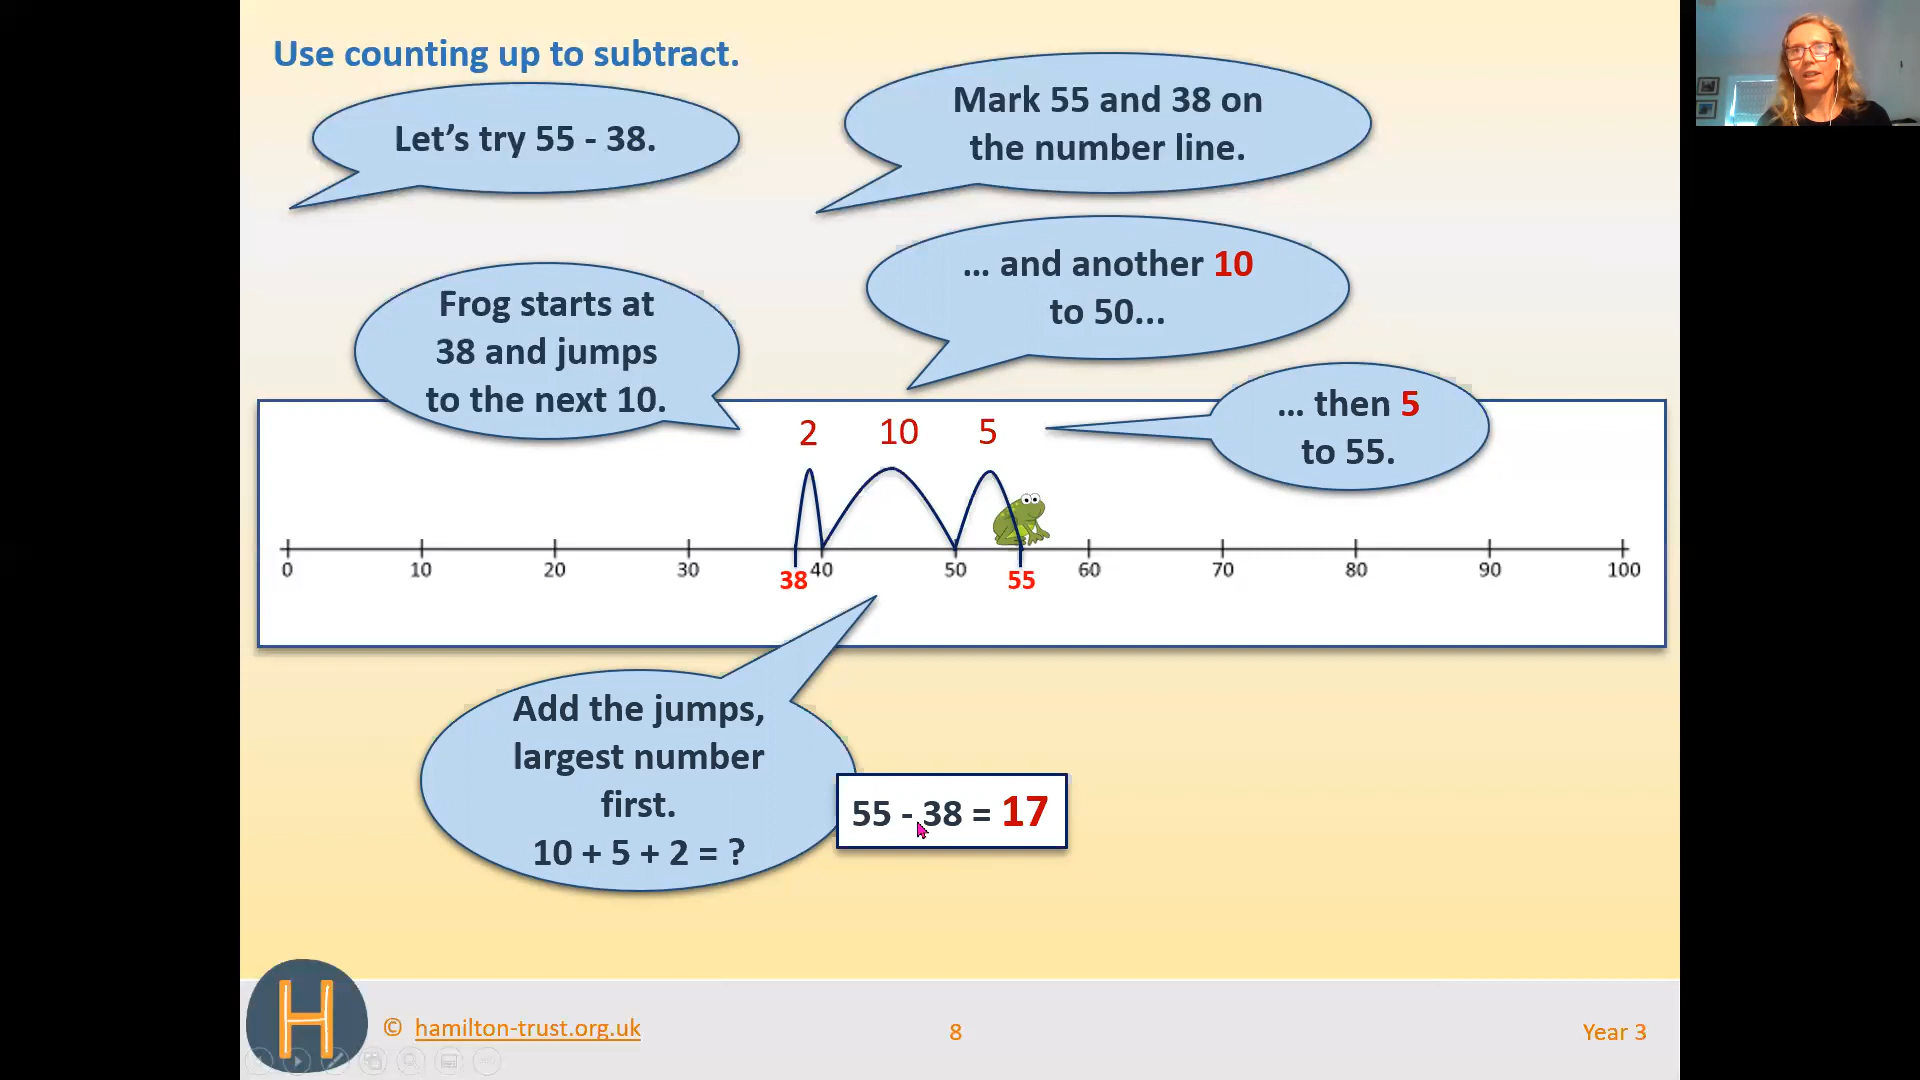 Use counting up to subtract.
Let’s try 55 - 38.
Mark 55 and 38 on
the number line.
Frog starts at
38 and jumps
to the next 10.
... and another 10
to 50...
... then 5
to 55.
2 10 5
0 10 20 30 38 40 50 55 60 70 80 90 100
Add the jumps,
largest number
first.
10 + 5 + 2 = ?
55 - 38 = 17
H
© hamilton-trust.org.uk
8
Year 3